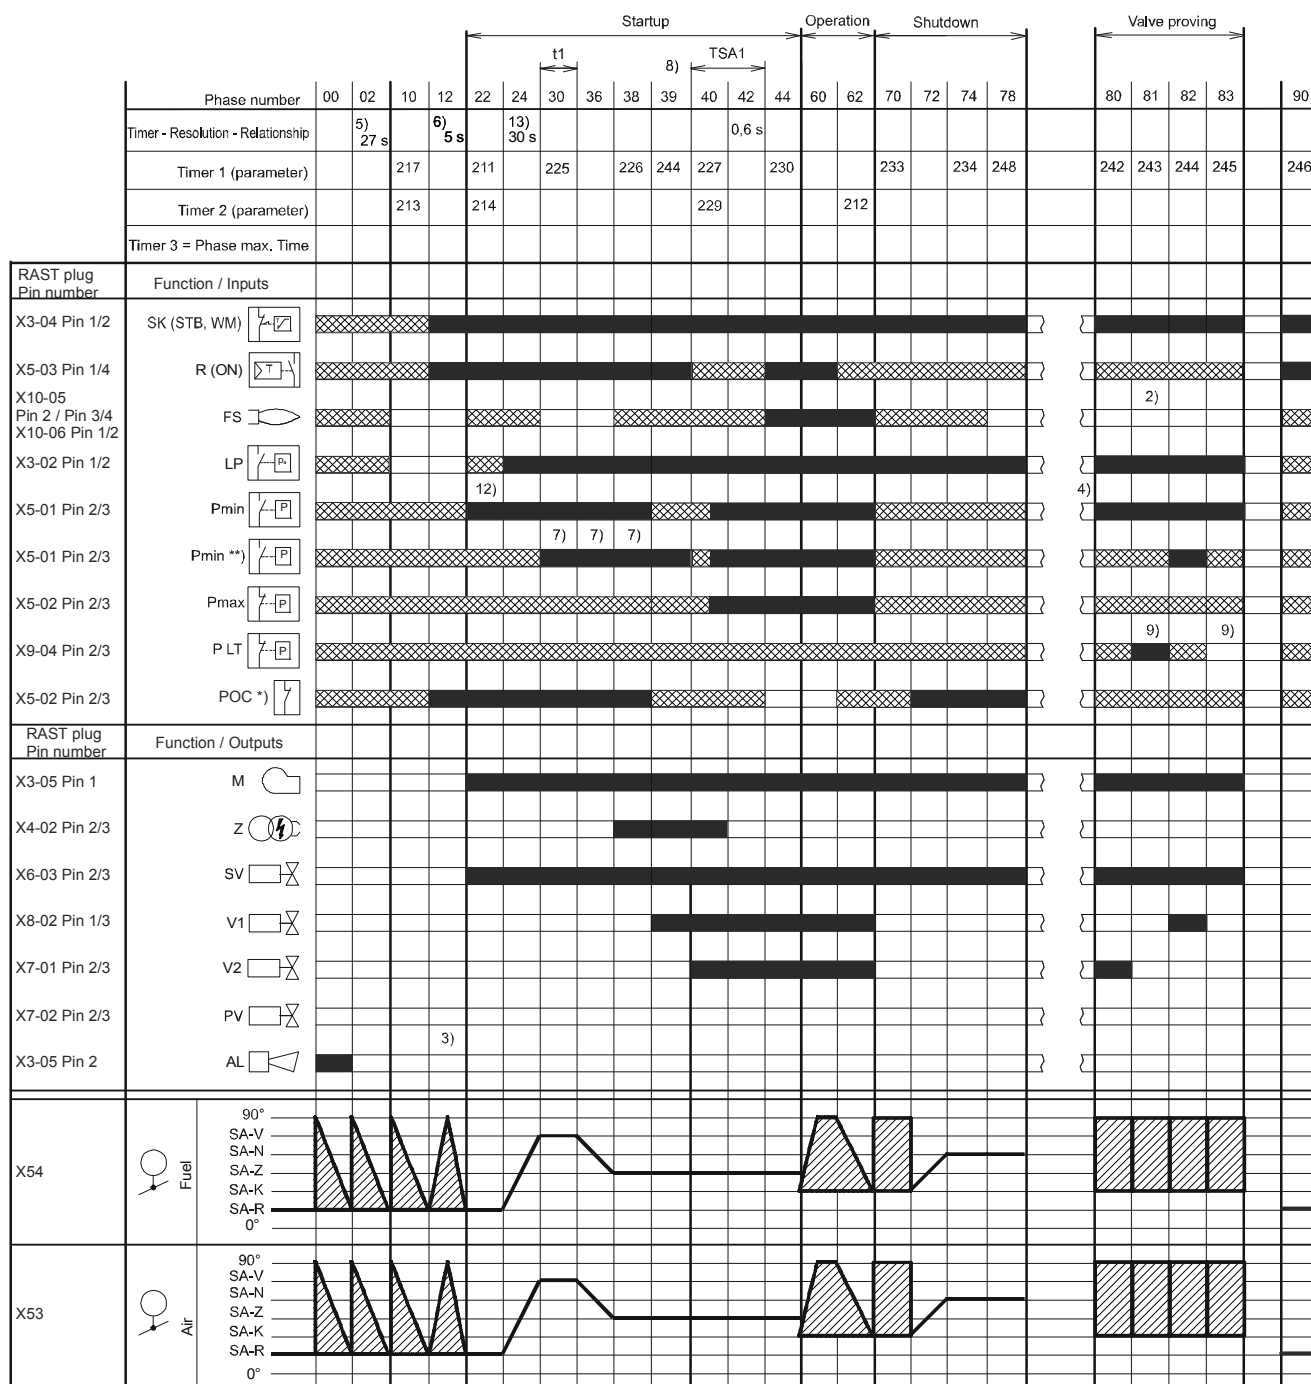 Startup Operation Shutdown Valve proving
t1 8) TSA1
Phase number 00 02 10 12 22 24 30 36 38 39 40 42 44 60 62 70 72 74 78 80 81 82 83 90
Timer - Resolution - Relationship 5) 27 s 6) 5 s 13) 30 s 0,6 s
Timer 1 (parameter) 217 211 225 226 244 227 230 233 234 248 242 243 244 245 246
Timer 2 (parameter) 213 214 229 212
Timer 3 = Phase max. Time
RAST plug
Pin number
Function / Inputs
X3-04 Pin 1/2 SK (STB, WM)
X5-03 Pin 1/4 R (ON) T
X10-05
Pin 2 / Pin 3/4
X10-06 Pin 1/2
FS 2)
X3-02 Pin 1/2 LP Pa
12) 4)
X5-01 Pin 2/3 Pmin P
7) 7) 7)
X5-01 Pin 2/3 Pmin **) P
X5-02 Pin 2/3 Pmax P
9) 9)
X9-04 Pin 2/3 P LT P
X5-02 Pin 2/3 POC *)
RAST plug
Pin number
Function / Outputs
X3-05 Pin 1 M
X4-02 Pin 2/3 Z
X6-03 Pin 2/3 SV
X8-02 Pin 1/3 V1
X7-01 Pin 2/3 V2
X7-02 Pin 2/3 PV
3)
X3-05 Pin 2 AL
X54
Fuel
90°
SA-V
SA-N
SA-Z
SA-K
SA-R
0°
X53
Air
90°
SA-V
SA-N
SA-Z
SA-K
SA-R
0°